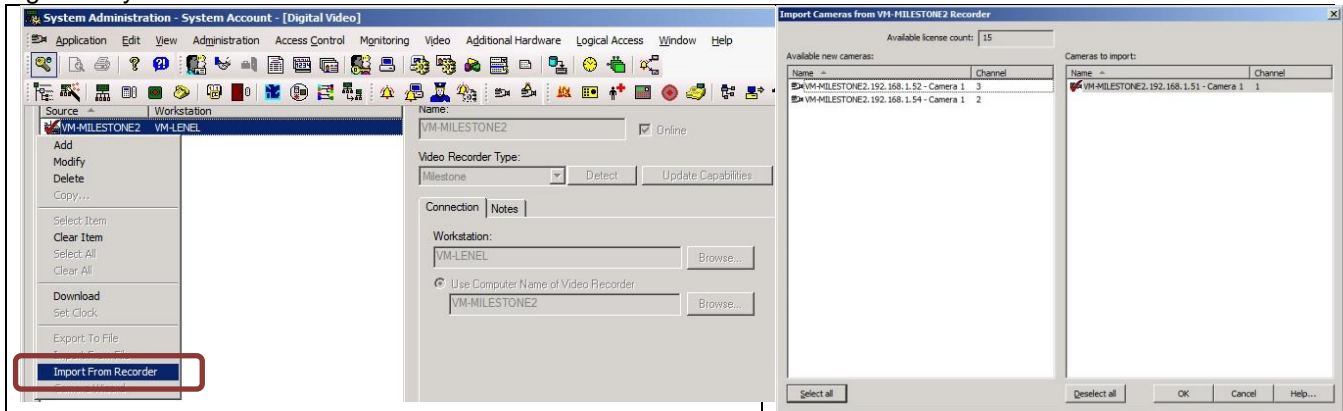 System Administration - System Account - [Digital Video]
Application Edit View Administration Access Control Monitoring Video Additional Hardware Logical Access Window Help
Source Workstation
VM-MILESTONE2 VM-LENEL
Add
Modify
Delete
Copy...
Select Item
Clear Item
Select All
Clear All
Download
Set Clock
Export To File
Import From File
Import From Recorder
Name:
VM-MILESTONE2 Online
Video Recorder Type:
Milestone Detect Update Capabilities
Connection Notes
Workstation:
VM-LENEL Browse...
Use Computer Name of Video Recorder
VM-MILESTONE2 Browse...
Import Cameras from VM-MILESTONE2 Recorder
Available license count: 15
Available new cameras:
Name Channel
VM-MILESTONE2.192.168.1.52 - Camera 1 3
VM-MILESTONE2.192.168.1.54 - Camera 1 2
Select all
Cameras to import:
Name Channel
VM-MILESTONE2.192.168.1.51 - Camera 1 1
Deselect all OK Cancel Help...